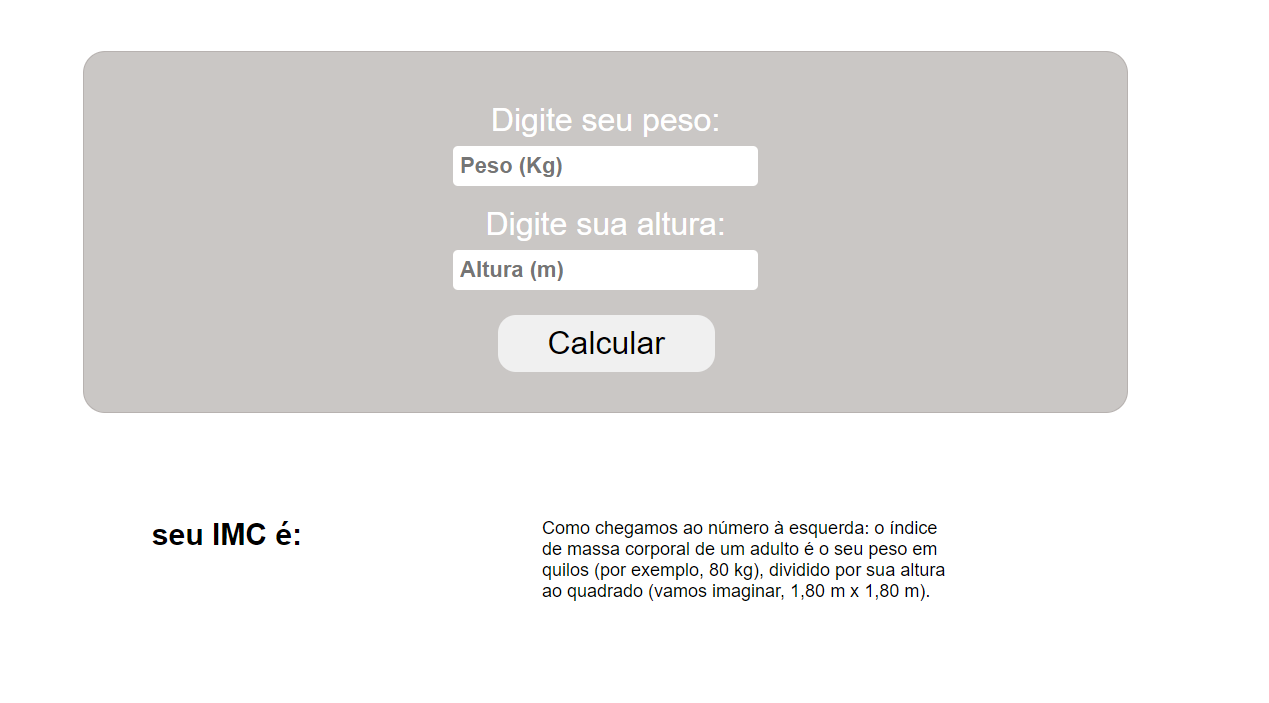 Digite seu peso:
Peso (Kg)
Digite sua altura:
Altura (m)
Calcular
seu IMC é:
Como chegamos ao número à esquerda: o índice
de massa corporal de um adulto é o seu peso em
quilos (por exemplo, 80 kg), dividido por sua altura
ao quadrado (vamos imaginar, 1,80 m x 1,80 m).